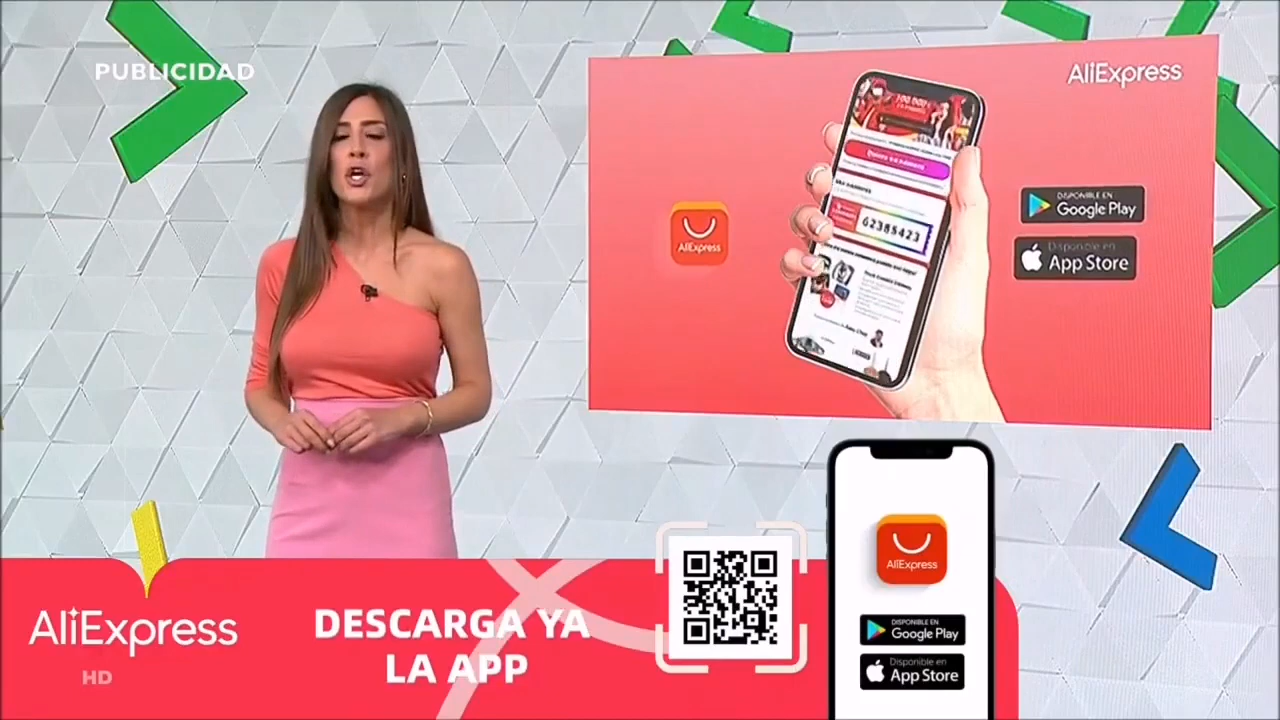 PUBLICIDAD
AliExpress
AliExpress
62385423
DISPONIBLE EN
Google Play
Disponible en
App Store
AliExpress
HD
DESCARGA YA
LA APP
AliExpress
DISPONIBLE EN
Google Play
Disponible en
App Store